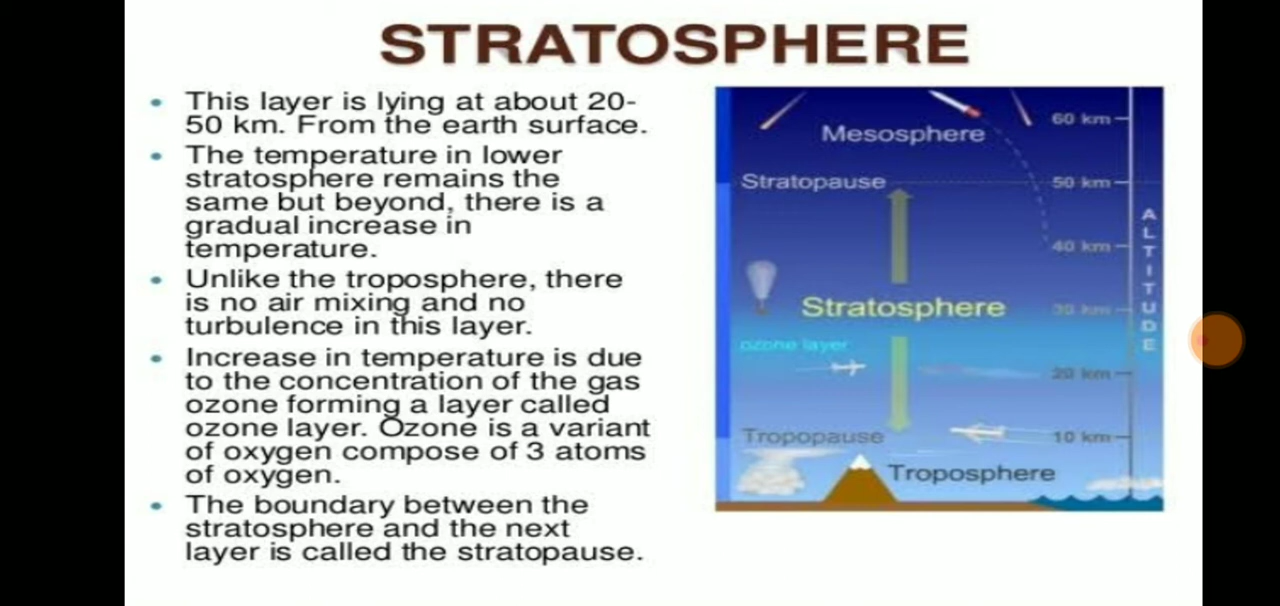 STRATOSPHERE
• This layer is lying at about 20-
50 km. From the earth surface.
• The temperature in lower
stratosphere remains the
same but beyond, there is a
gradual increase in
temperature.
• Unlike the troposphere, there
is no air mixing and no
turbulence in this layer.
• Increase in temperature is due
to the concentration of the gas
ozone forming a layer called
ozone layer. Ozone is a variant
of oxygen compose of 3 atoms
of oxygen.
• The boundary between the
stratosphere and the next
layer is called the stratopause.
60 km
Mesosphere
Stratopause
50 km
40 km
Stratosphere
30 km
ozone layer
20 km
Tropopause
10 km
Troposphere
ALTITUDE